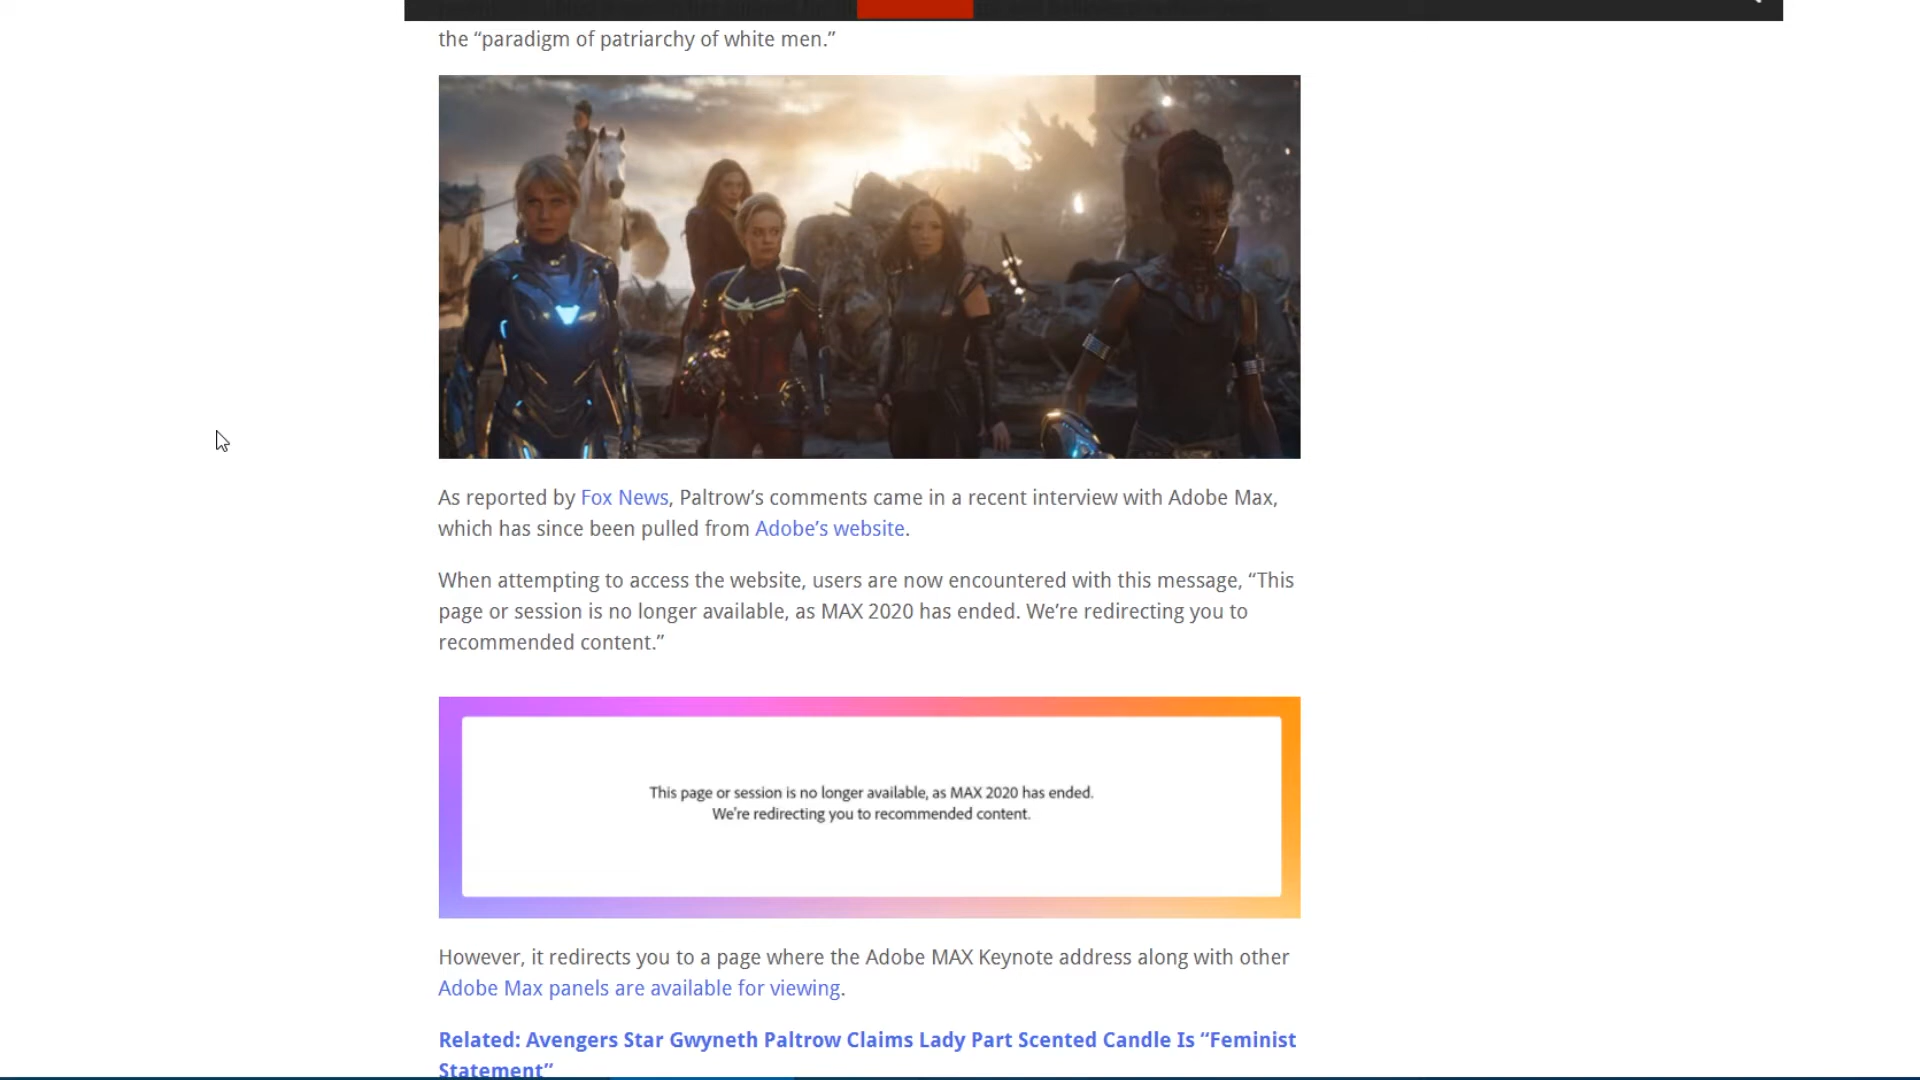 the “paradigm of patriarchy of white men.”
As reported by Fox News, Paltrow’s comments came in a recent interview with Adobe Max,
which has since been pulled from Adobe’s website.
When attempting to access the website, users are now encountered with this message, “This
page or session is no longer available, as MAX 2020 has ended. We’re redirecting you to
recommended content.”
This page or session is no longer available, as MAX 2020 has ended.
We're redirecting you to recommended content.
However, it redirects you to a page where the Adobe MAX Keynote address along with other
Adobe Max panels are available for viewing.
Related: Avengers Star Gwyneth Paltrow Claims Lady Part Scented Candle Is “Feminist
Statement”